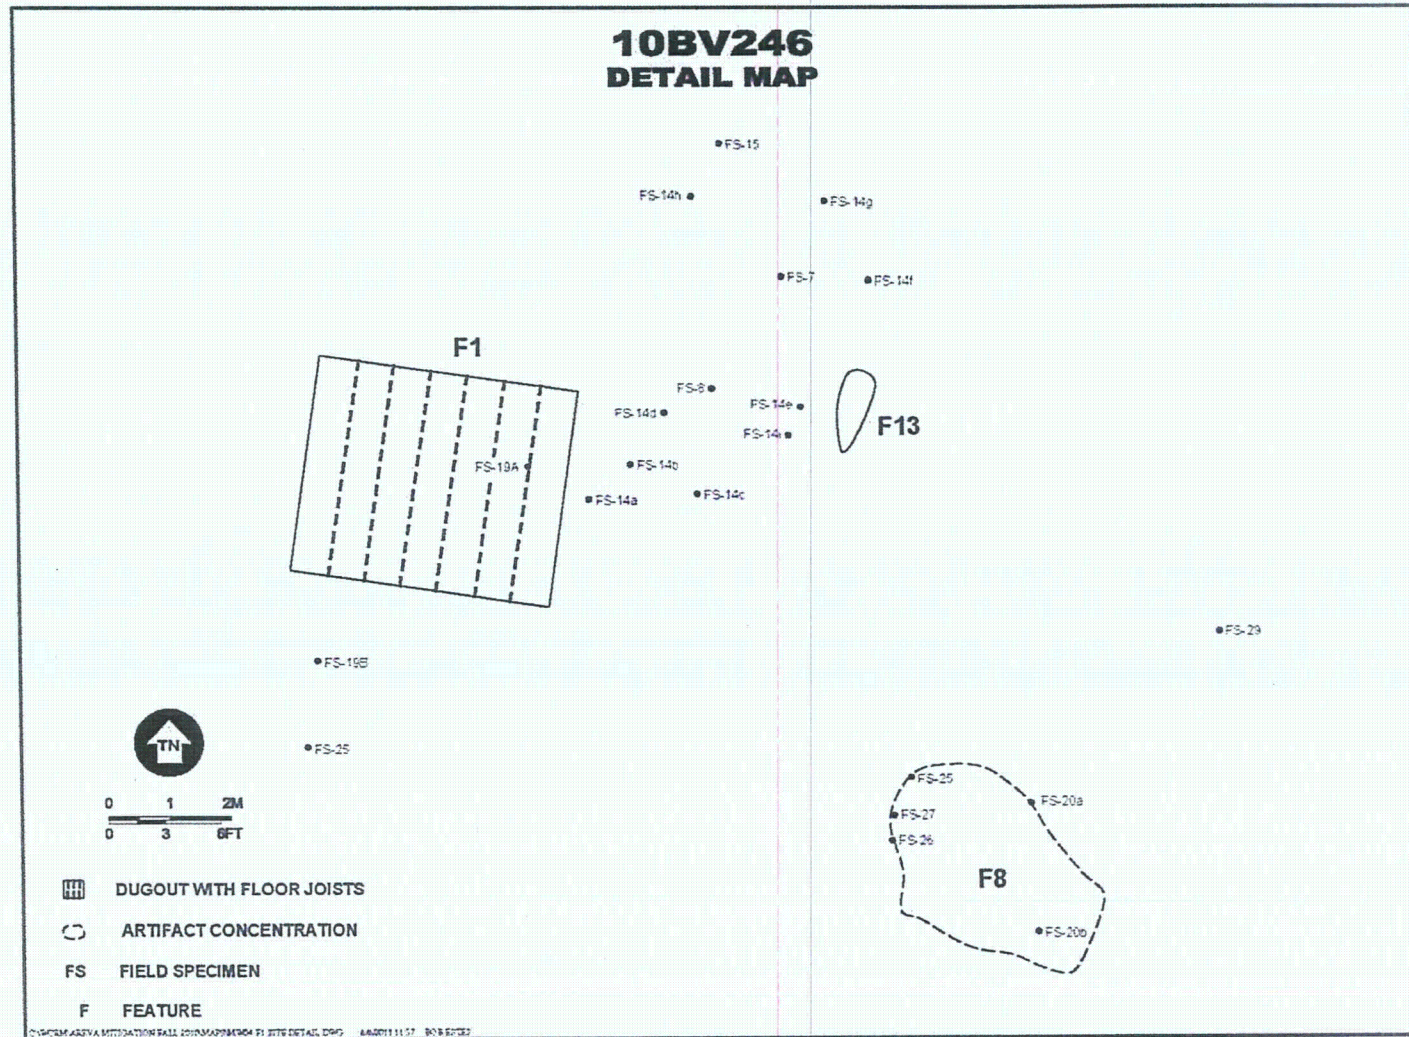 10BV246
DETAIL MAP
FS-15
FS-14h
FS-14g
FS-7
FS-14f
F1
FS-8
FS-14d
FS-14e
F13
FS-14i
FS-19A
FS-14b
FS-14a
FS-14c
FS-29
FS-19B
TN
FS-25
FS-25
FS-20a
FS-27
FS-26
0 1 2M
0 3 6FT
F8
DUGOUT WITH FLOOR JOISTS
ARTIFACT CONCENTRATION
FS-20b
FS FIELD SPECIMEN
F FEATURE